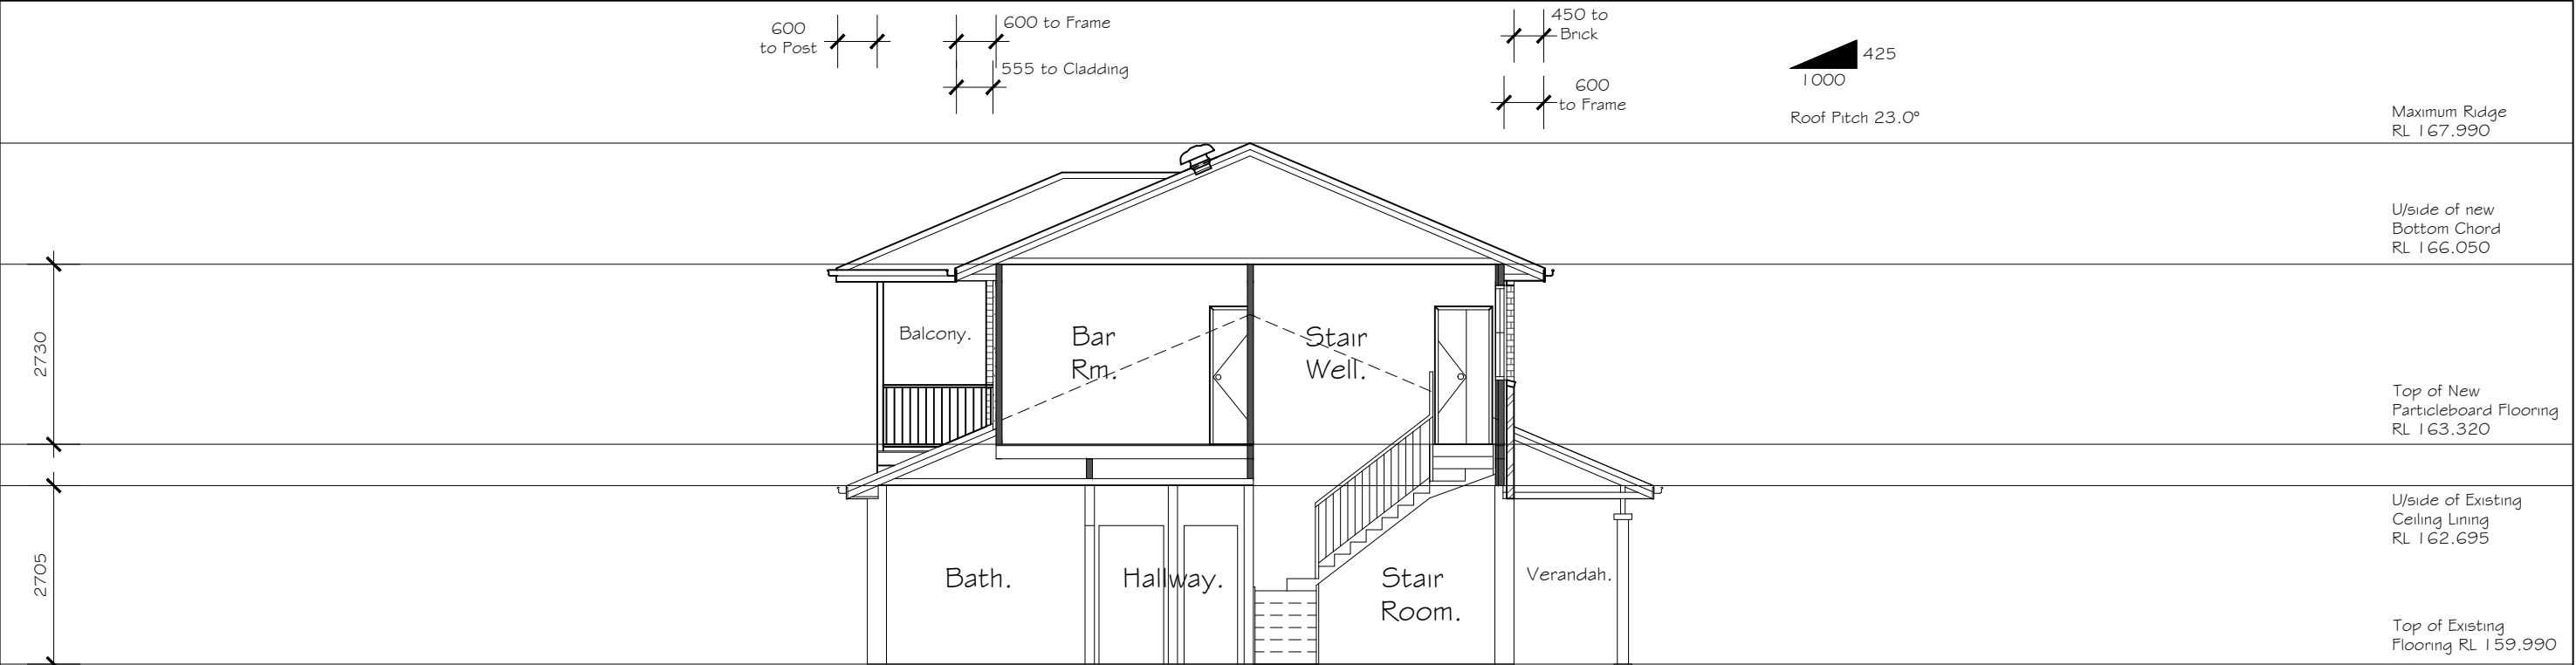 600
to Post
600 to Frame
555 to Cladding
450 to
Brick
600
to Frame
425
1000
Roof Pitch 23.0°
Maximum Ridge
RL 167.990
U/side of new
Bottom Chord
RL 166.050
2730
Balcony.
Bar
Rm.
Stair
Well.
Top of New
Particleboard Flooring
RL 163.320
U/side of Existing
Ceiling Lining
RL 162.695
2705
Bath.
Hallway.
Stair
Room.
Verandah.
Top of Existing
Flooring RL 159.990